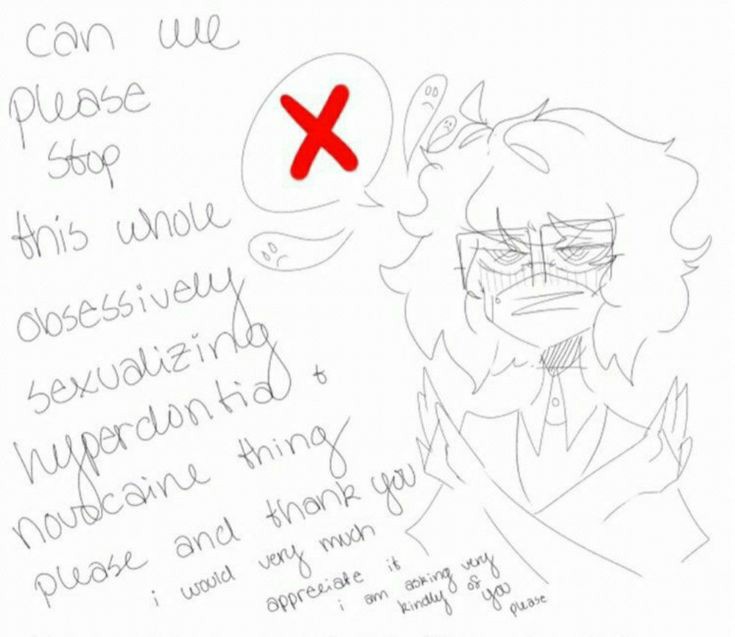 can we
please
stop
this whole
obsessively
sexualizing
hyperdontia +
novocaine thing
please and thank you
i would very much
appreciate it
i am asking very
kindly of you
please